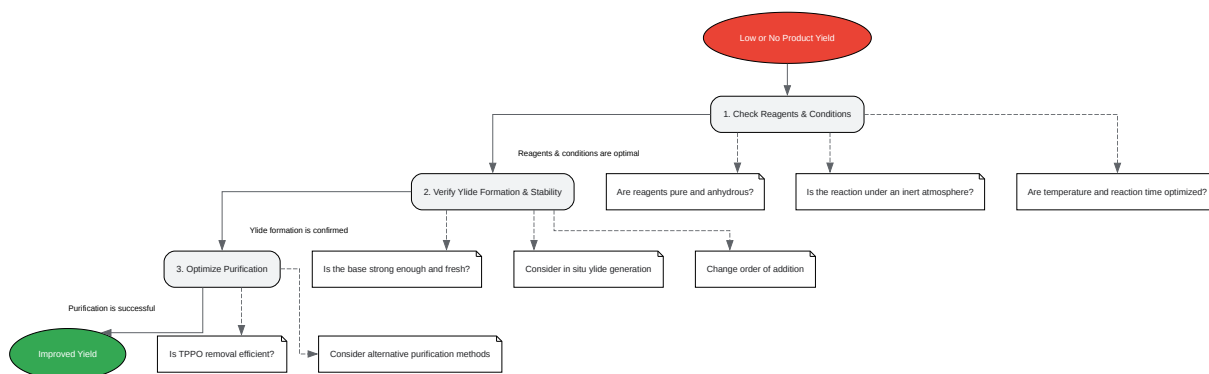 Low or No Product Yield
1. Check Reagents & Conditions
Reagents & conditions are optimal
2. Verify Ylide Formation & Stability
Are reagents pure and anhydrous?
Is the reaction under an inert atmosphere?
Are temperature and reaction time optimized?
Ylide formation is confirmed
3. Optimize Purification
Is the base strong enough and fresh?
Consider in situ ylide generation
Change order of addition
Purification is successful
Improved Yield
Is TPPO removal efficient?
Consider alternative purification methods